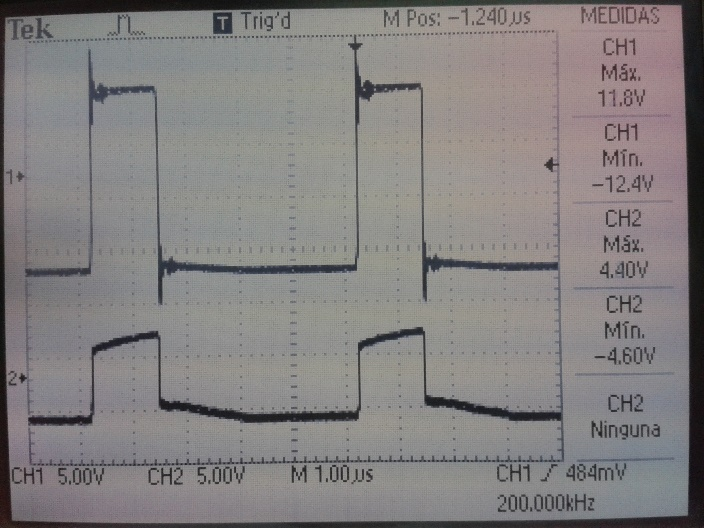 Tek T Trig'd M Pos: -1.240µs MEDIDAS
CH1
Máx.
11.8V
CH1
Mín.
-12.4V
CH2
Máx.
4.40V
CH2
Mín.
-4.60V
CH2
Ninguna
1
2
CH1 5.00V CH2 5.00V M 1.00µs CH1 484mV
200.000kHz